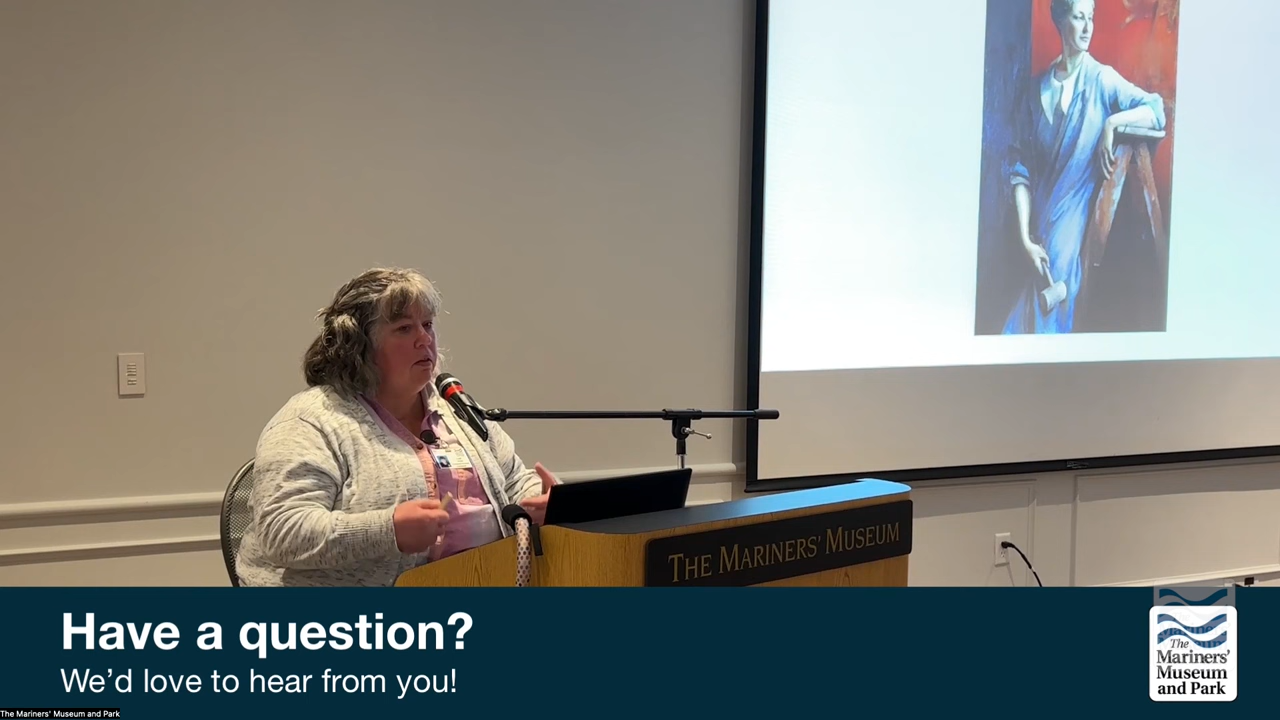 THE MARINERS' MUSEUM
Have a question?
We'd love to hear from you!
The
Mariners'
Museum
and Park
The Mariners' Museum and Park